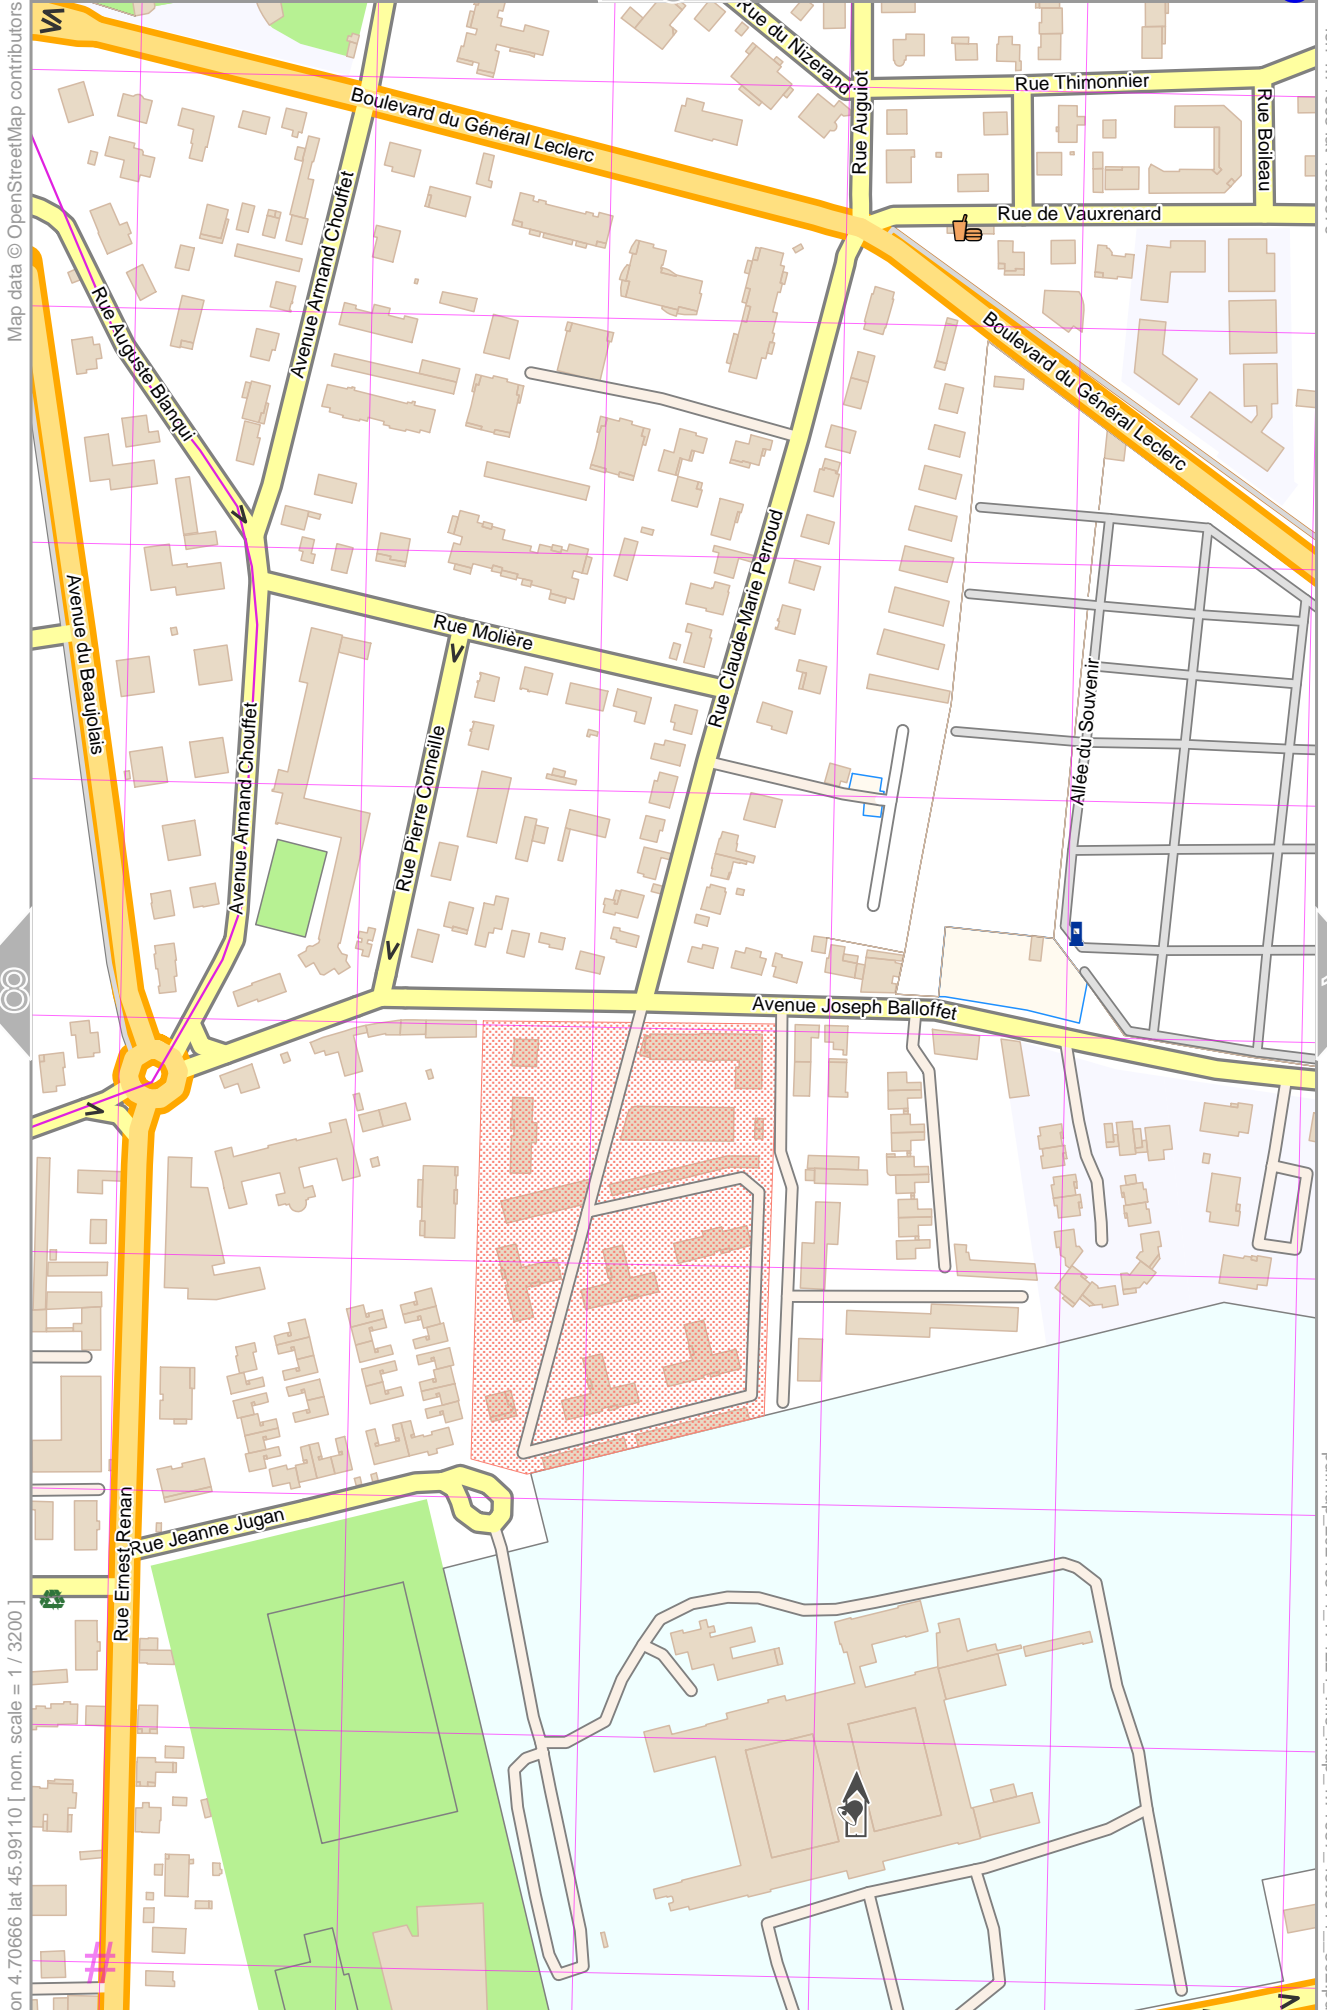 Map data © OpenStreetMap contributors
Rue du Nizerand
Rue Thimonnier
Boulevard du Général Leclerc
Rue Auguiot
Rue Boileau
Rue de Vauxrenard
Avenue Armand Chouffet
Rue Auguste Blanqui
Boulevard du Général Leclerc
Rue Claude-Marie Perroud
Avenue du Beaujolais
Rue Molière
Allée du Souvenir
Avenue Armand Chouffet
Rue Pierre Corneille
8
Avenue Joseph Balloffet
Rue Ernest Renan
Rue Jeanne Jugan
on 4.70666 lat 45.99110 [ nom. scale = 1 / 3200 ]
#